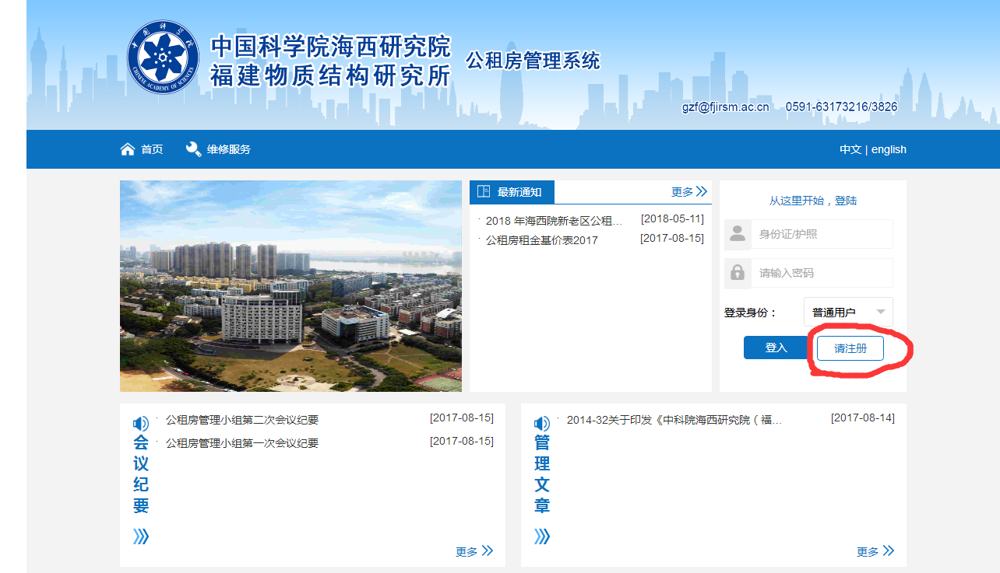 中国科学院
CHINESE ACADEMY OF SCIENCES
中国科学院海西研究院
福建物质结构研究所
公租房管理系统
gzf@fjirsm.ac.cn 0591-63173216/3826
首页 维修服务 中文 | english
最新通知 更多
2018 年海西院新老区公租... [2018-05-11]
公租房租金基价表2017 [2017-08-15]
从这里开始，登陆
身份证/护照
请输入密码
登录身份： 普通用户
登入 请注册
会议纪要
公租房管理小组第二次会议纪要 [2017-08-15]
公租房管理小组第一次会议纪要 [2017-08-15]
更多
管理文章
2014-32关于印发《中科院海西研究院（福... [2017-08-14]
更多